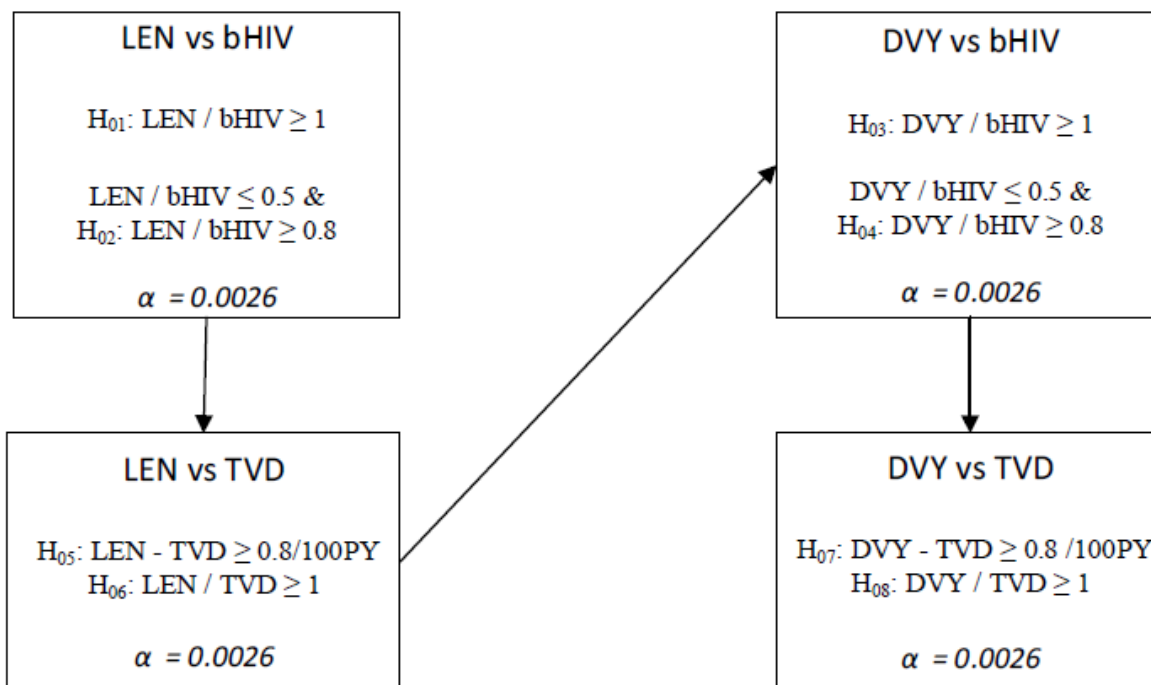 LEN vs bHIV
H₀₁: LEN / bHIV ≥ 1
LEN / bHIV ≤ 0.5 &
H₀₂: LEN / bHIV ≥ 0.8
α = 0.0026
LEN vs TVD
H₀₅: LEN - TVD ≥ 0.8/100PY
H₀₆: LEN / TVD ≥ 1
α = 0.0026
DVY vs bHIV
H₀₃: DVY / bHIV ≥ 1
DVY / bHIV ≤ 0.5 &
H₀₄: DVY / bHIV ≥ 0.8
α = 0.0026
DVY vs TVD
H₀₇: DVY - TVD ≥ 0.8 /100PY
H₀₈: DVY / TVD ≥ 1
α = 0.0026